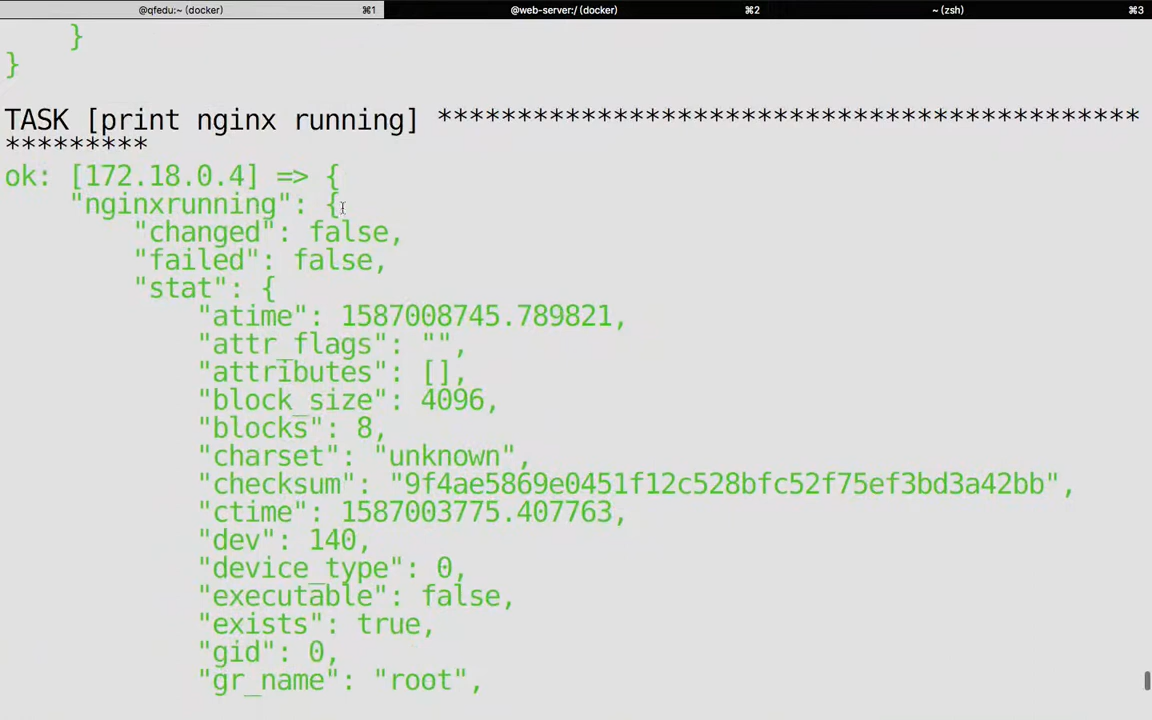 @qfedu:~ (docker) ⌘1 @web-server:/ (docker) ⌘2 ~ (zsh) ⌘3
}
}
TASK [print nginx running] ********************************************
*********
ok: [172.18.0.4] => {
"nginxrunning": {
"changed": false,
"failed": false,
"stat": {
"atime": 1587008745.789821,
"attr_flags": "",
"attributes": [],
"block_size": 4096,
"blocks": 8,
"charset": "unknown",
"checksum": "9f4ae5869e0451f12c528bfc52f75ef3bd3a42bb",
"ctime": 1587003775.407763,
"dev": 140,
"device_type": 0,
"executable": false,
"exists": true,
"gid": 0,
"gr_name": "root",